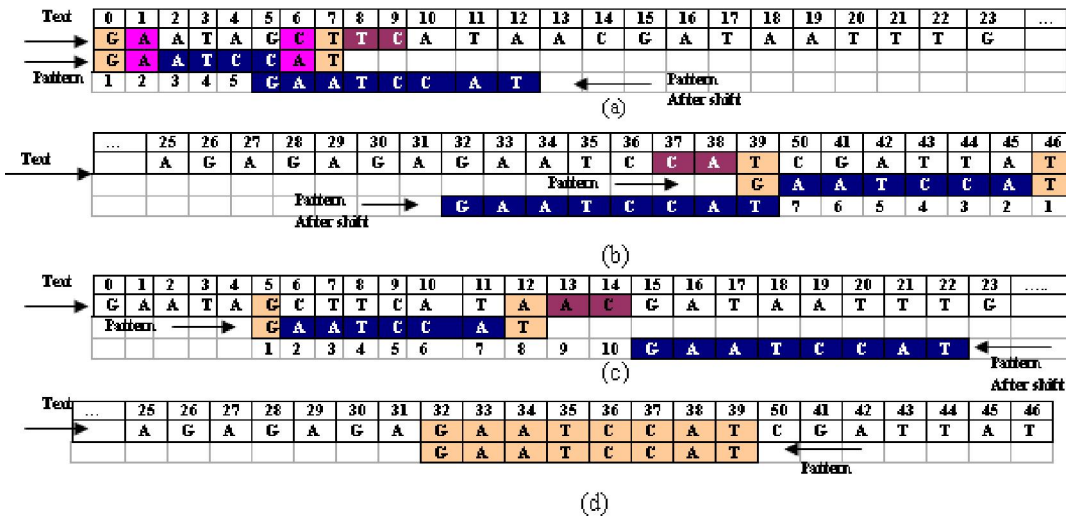 Text 0 1 2 3 4 5 6 7 8 9 10 11 12 13 14 15 16 17 18 19 20 21 22 23 ...
G A A T A G C T T C A T A A C G A T A A T T T G
G A A T C C A T
Pattern 1 2 3 4 5 G A A T C C A T Pattern After shift
(a)
... 25 26 27 28 29 30 31 32 33 34 35 36 37 38 39 50 41 42 43 44 45 46
Text A G A G A G A G A A T C C A T C G A T T A T
Pattern G A A T C C A T
Pattern After shift G A A T C C A T 7 6 5 4 3 2 1
(b)
Text 0 1 2 3 4 5 6 7 8 9 10 11 12 13 14 15 16 17 18 19 20 21 22 23 .....
G A A T A G C T T C A T A A C G A T A A T T T G
Pattern G A A T C C A T
1 2 3 4 5 6 7 8 9 10 G A A T C C A T Pattern After shift
(c)
Text ... 25 26 27 28 29 30 31 32 33 34 35 36 37 38 39 50 41 42 43 44 45 46
A G A G A G A G A A T C C A T C G A T T A T
G A A T C C A T Pattern
(d)